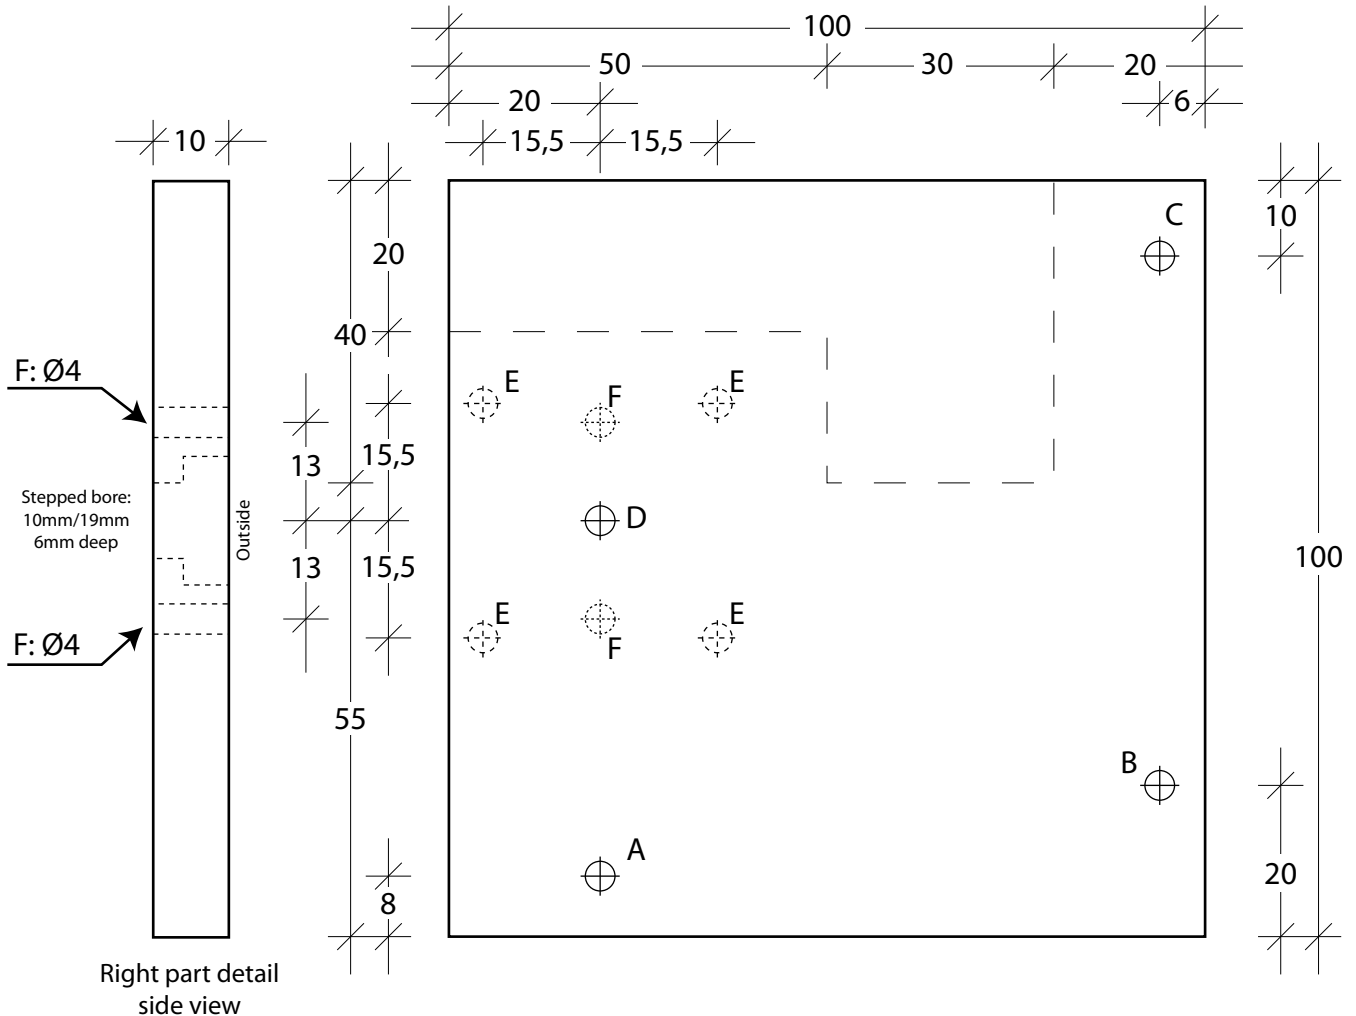 100
50
30
20
20
6
15,5
15,5
10
10
C
20
40
F: Ø4
E
F
E
13
15,5
Stepped bore:
10mm/19mm
6mm deep
Outside
D
13
15,5
100
E
E
F
F: Ø4
55
B
A
20
8
Right part detail
side view